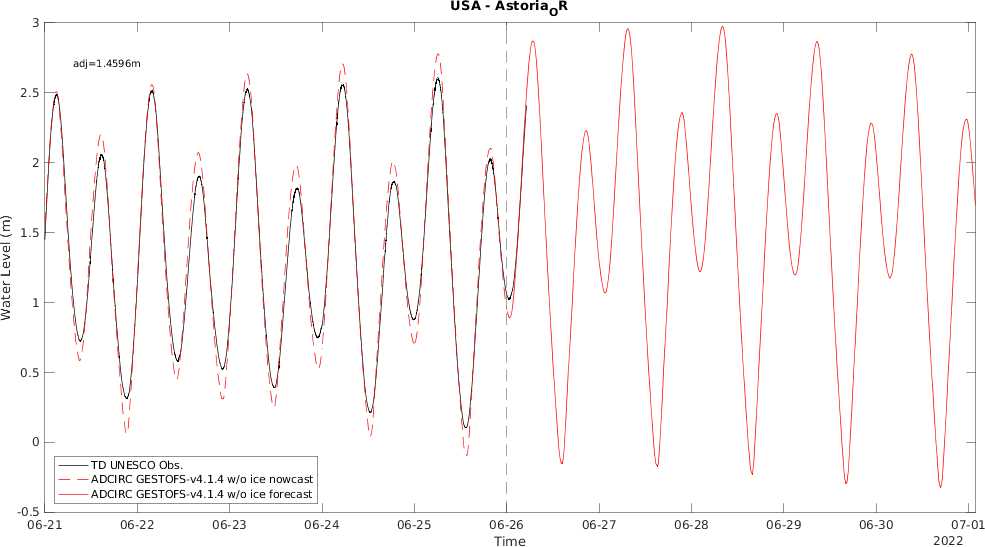 USA - Astoria_OR
adj=1.4596m
3
2.5
2
1.5
1
0.5
0
-0.5
Water Level (m)
TD UNESCO Obs.
ADCIRC GESTOFS-v4.1.4 w/o ice nowcast
ADCIRC GESTOFS-v4.1.4 w/o ice forecast
06-21 06-22 06-23 06-24 06-25 06-26 06-27 06-28 06-29 06-30 07-01
Time
2022